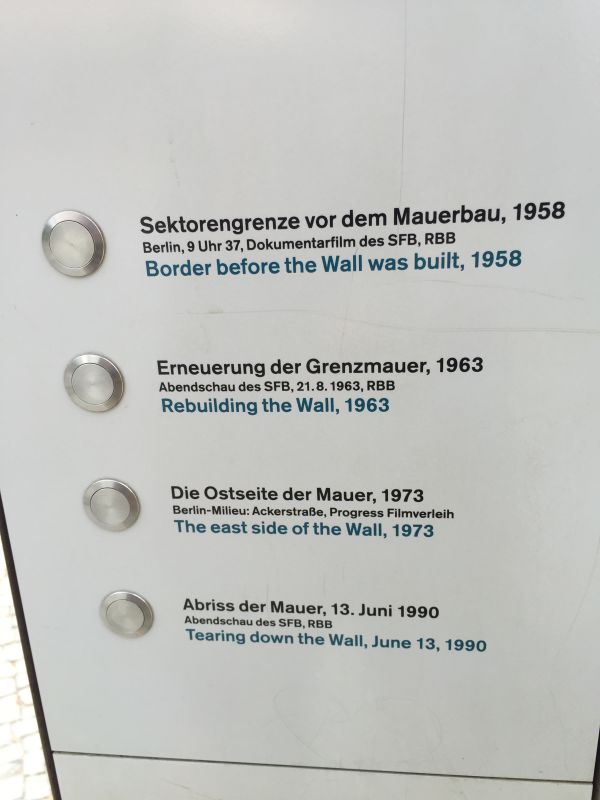 Sektorengrenze vor dem Mauerbau, 1958
Berlin, 9 Uhr 37, Dokumentarfilm des SFB, RBB
Border before the Wall was built, 1958
Erneuerung der Grenzmauer, 1963
Abendschau des SFB, 21. 8. 1963, RBB
Rebuilding the Wall, 1963
Die Ostseite der Mauer, 1973
Berlin-Milieu: Ackerstraße, Progress Filmverleih
The east side of the Wall, 1973
Abriss der Mauer, 13. Juni 1990
Abendschau des SFB, RBB
Tearing down the Wall, June 13, 1990